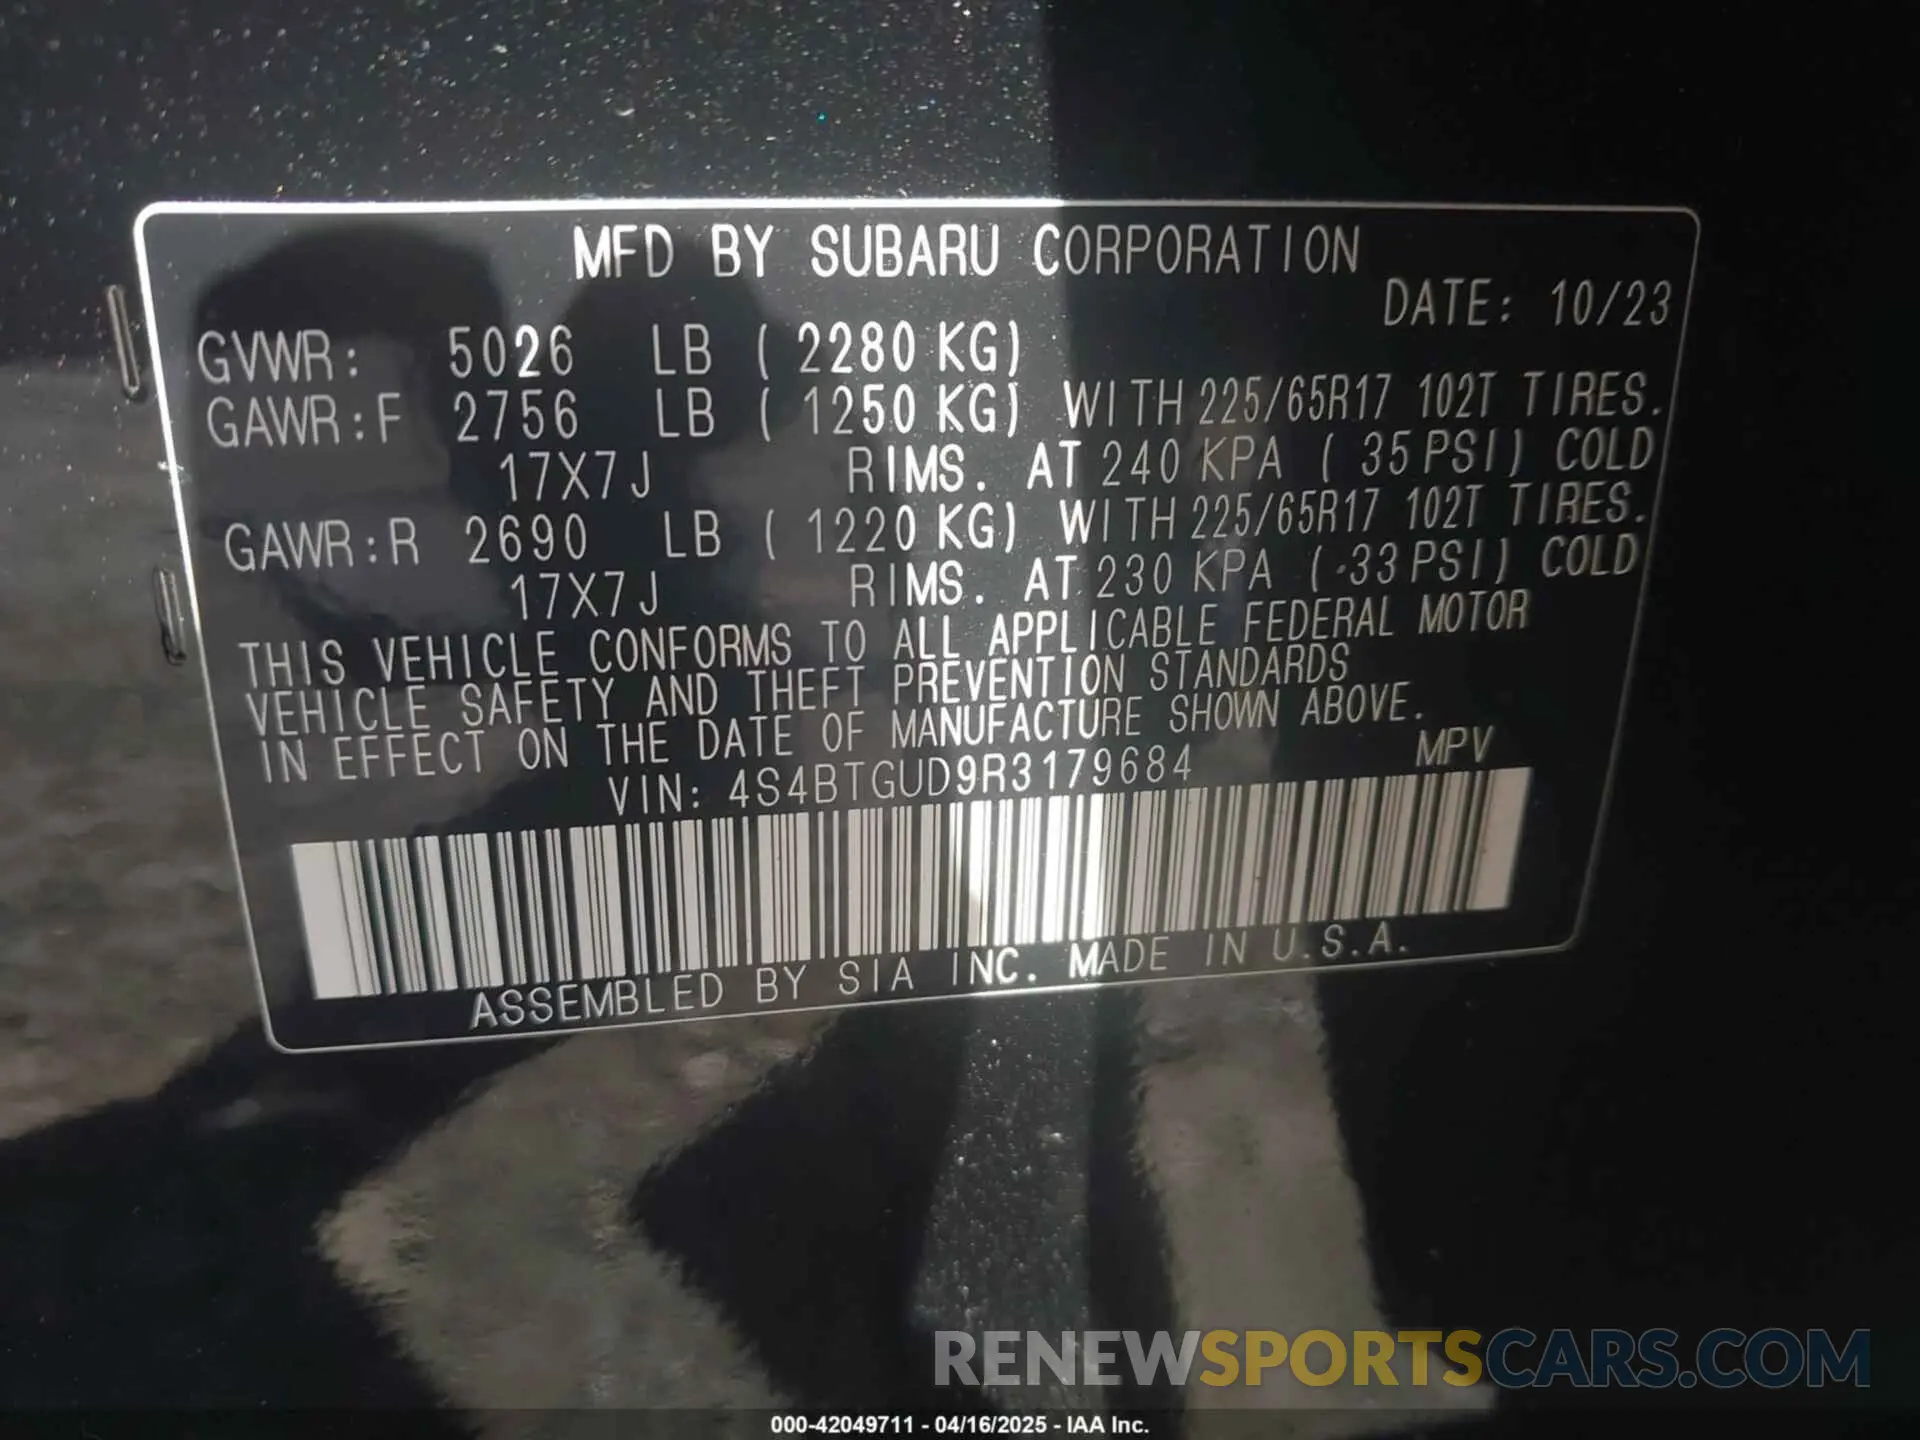 MFD BY SUBARU CORPORATION
DATE: 10/23
GVWR: 5026 LB ( 2280 KG)
GAWR:F 2756 LB ( 1250 KG) WITH 225/65R17 102T TIRES.
17X7J RIMS. AT 240 KPA ( 35 PSI) COLD
GAWR:R 2690 LB ( 1220 KG) WITH 225/65R17 102T TIRES.
17X7J RIMS. AT 230 KPA ( 33 PSI) COLD
THIS VEHICLE CONFORMS TO ALL APPLICABLE FEDERAL MOTOR
VEHICLE SAFETY AND THEFT PREVENTION STANDARDS
IN EFFECT ON THE DATE OF MANUFACTURE SHOWN ABOVE.
VIN: 4S4BTGUD9R3179684 MPV
ASSEMBLED BY SIA INC. MADE IN U.S.A.
RENEWSPORTSCARS.COM
000-42049711 - 04/16/2025 - IAA Inc.